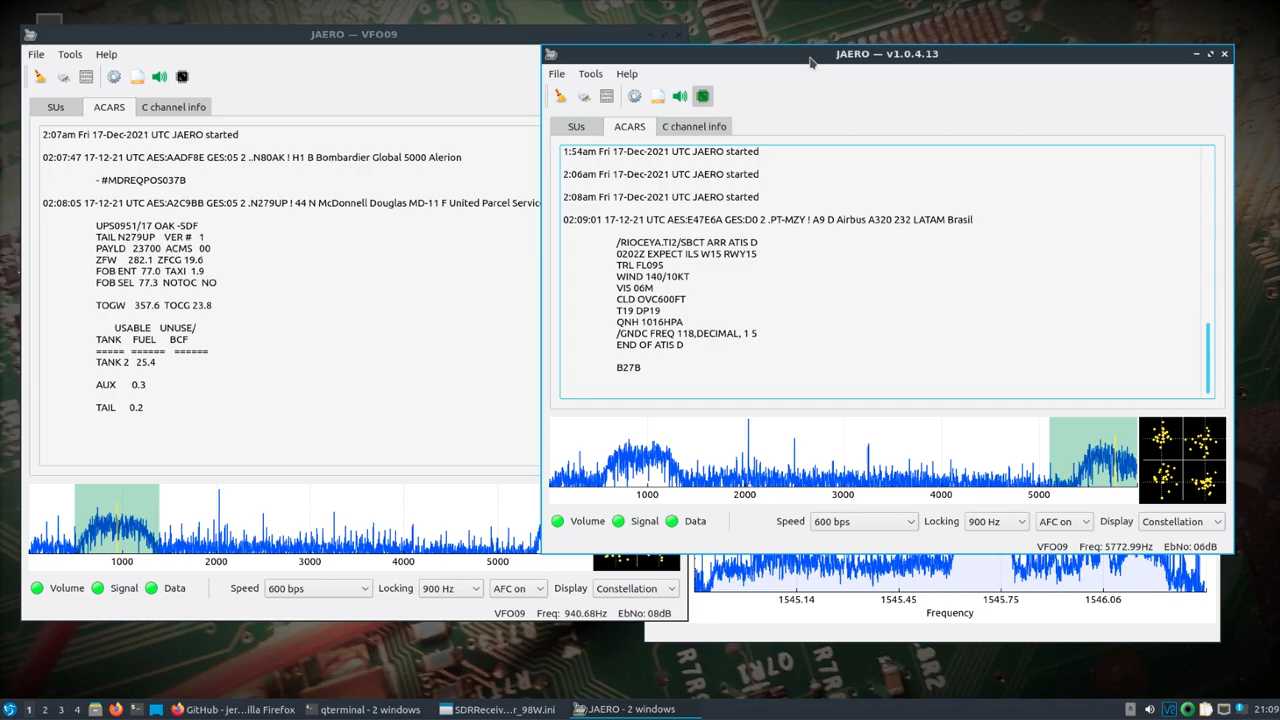 JAERO — VFO09
File Tools Help
SUs ACARS C channel info
2:07am Fri 17-Dec-2021 UTC JAERO started
02:07:47 17-12-21 UTC AES:AADF8E GES:05 2 ..N80AK ! H1 B Bombardier Global 5000 Alerion
- #MDREQPOS037B
02:08:05 17-12-21 UTC AES:A2C9BB GES:05 2 .N279UP ! 44 N McDonnell Douglas MD-11 F United Parcel Servic
UPS0951/17 OAK -SDF
TAIL N279UP VER # 1
PAYLD 23700 ACMS 00
ZFW 282.1 ZFCG 19.6
FOB ENT 77.0 TAXI 1.9
FOB SEL 77.3 NOTOC NO
TOGW 357.6 TOCG 23.8
USABLE UNUSE/
TANK FUEL BCF
===== ====== ======
TANK 2 25.4
AUX 0.3
TAIL 0.2
1000 2000 3000 4000 5000
Volume Signal Data Speed 600 bps Locking 900 Hz AFC on Display Constellation
VFO09 Freq: 940.68Hz EbNo: 08dB
JAERO — v1.0.4.13
File Tools Help
SUs ACARS C channel info
1:54am Fri 17-Dec-2021 UTC JAERO started
2:06am Fri 17-Dec-2021 UTC JAERO started
2:08am Fri 17-Dec-2021 UTC JAERO started
02:09:01 17-12-21 UTC AES:E47E6A GES:D0 2 .PT-MZY ! A9 D Airbus A320 232 LATAM Brasil
/RIOCEYA.TI2/SBCT ARR ATIS D
0202Z EXPECT ILS W15 RWY15
TRL FL095
WIND 140/10KT
VIS 06M
CLD OVC600FT
T19 DP19
QNH 1016HPA
/GNDC FREQ 118,DECIMAL, 1 5
END OF ATIS D
B27B
1000 2000 3000 4000 5000
Volume Signal Data Speed 600 bps Locking 900 Hz AFC on Display Constellation
VFO09 Freq: 5772.99Hz EbNo: 06dB
1545.14 1545.45 1545.75 1546.06
Frequency
1 2 3 4 GitHub - jer...illa Firefox qterminal - 2 windows SDRReceiv...r_98W.ini JAERO - 2 windows 21:09